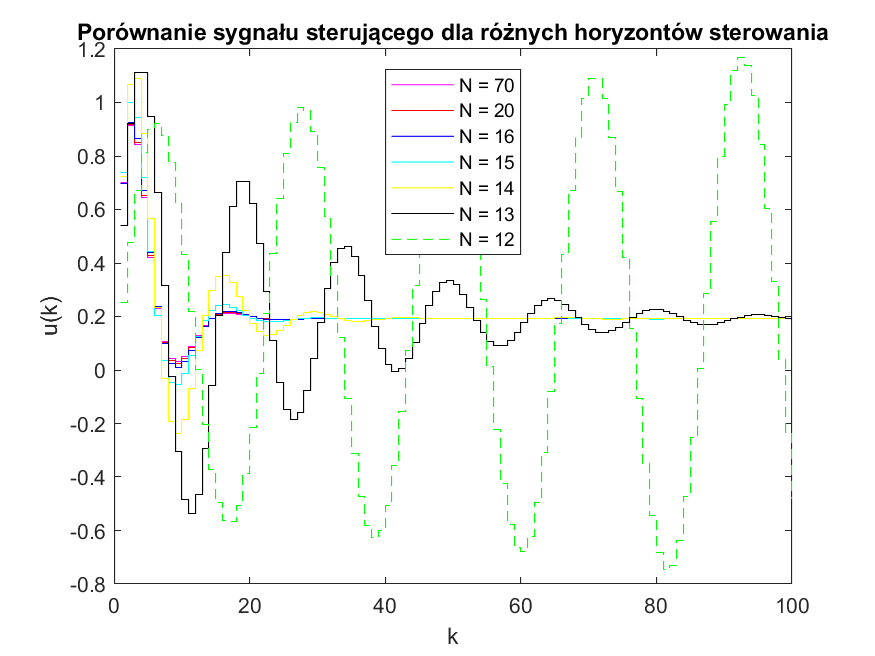 Porównanie sygnału sterującego dla różnych horyzontów sterowania
1.2
1
0.8
0.6
0.4
0.2
0
-0.2
-0.4
-0.6
-0.8
u(k)
N = 70
N = 20
N = 16
N = 15
N = 14
N = 13
N = 12
0 20 40 60 80 100
k